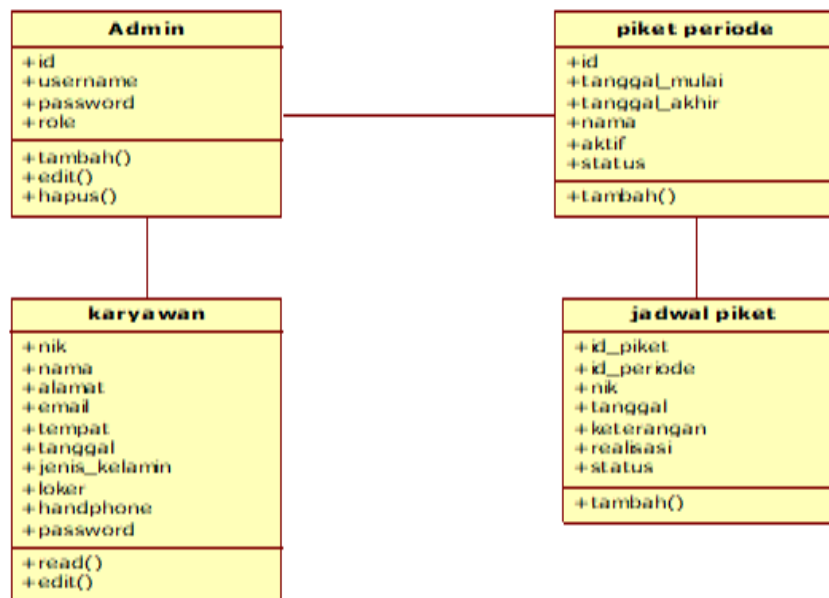 Admin
+id
+username
+password
+role
+tambah()
+edit()
+hapus()
piket periode
+id
+tanggal_mulai
+tanggal_akhir
+nama
+aktif
+status
+tambah()
karyawan
+nik
+nama
+alamat
+email
+tempat
+tanggal
+jenis_kelamin
+loker
+handphone
+password
+read()
+edit()
jadwal piket
+id_piket
+id_periode
+nik
+tanggal
+keterangan
+realisasi
+status
+tambah()